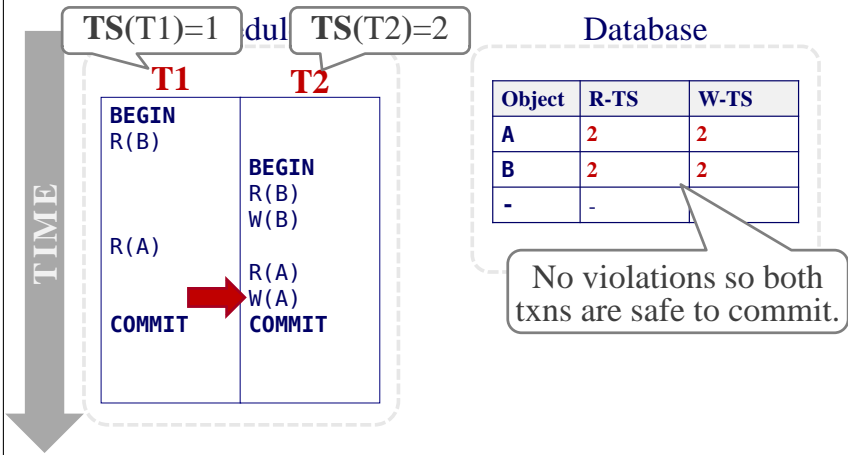 TS(T1)=1 edul TS(T2)=2
Database
T1 T2
BEGIN
R(B)
BEGIN
R(B)
W(B)
R(A)
R(A)
W(A)
COMMIT COMMIT
TIME
Object R-TS W-TS
A 2 2
B 2 2
- -
No violations so both
txns are safe to commit.